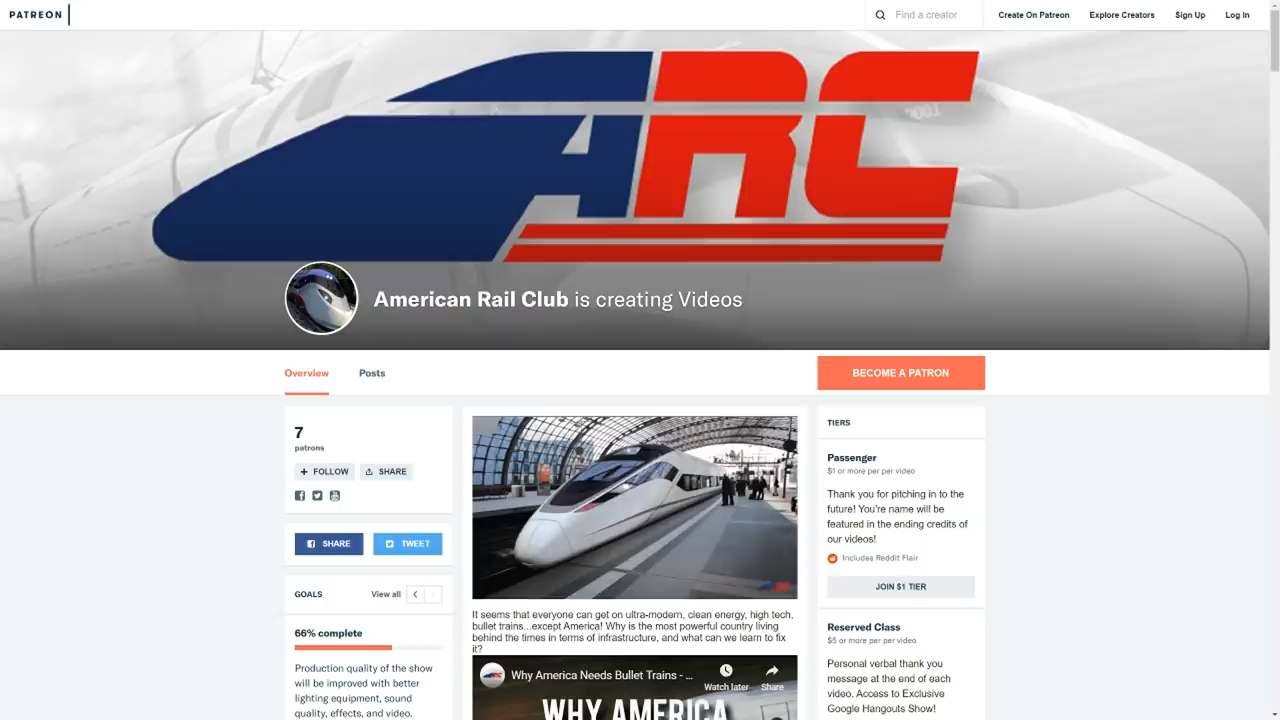 PATREON
Find a creator
Create On Patreon
Explore Creators
Sign Up
Log In
ARC
American Rail Club is creating Videos
Overview
Posts
BECOME A PATRON
7
patrons
FOLLOW
SHARE
SHARE
TWEET
GOALS
View all
66% complete
Production quality of the show
will be improved with better
lighting equipment, sound
quality, effects, and video.
ARC
It seems that everyone can get on ultra-modern, clean energy, high tech,
bullet trains...except America! Why is the most powerful country living
behind the times in terms of infrastructure, and what can we learn to fix
it?
ARC
Why America Needs Bullet Trains - ...
Watch later
Share
WHY AMERICA
TIERS
Passenger
$1 or more per per video
Thank you for pitching in to the
future! You're name will be
featured in the ending credits of
our videos!
Includes Reddit Flair
JOIN $1 TIER
Reserved Class
$5 or more per per video
Personal verbal thank you
message at the end of each
video. Access to Exclusive
Google Hangouts Show!